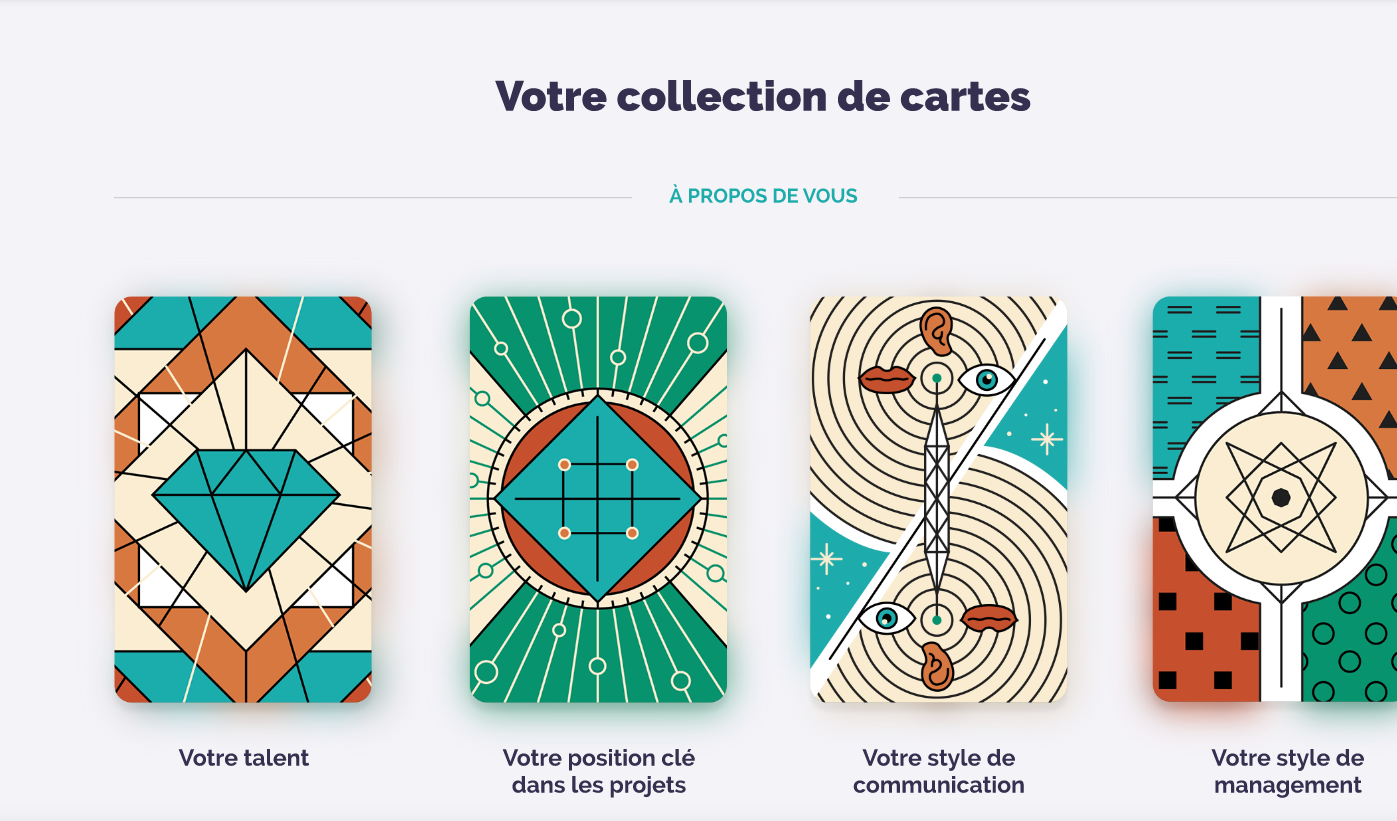 Votre collection de cartes
À PROPOS DE VOUS
Votre talent
Votre position clé
dans les projets
Votre style de
communication
Votre style de
management